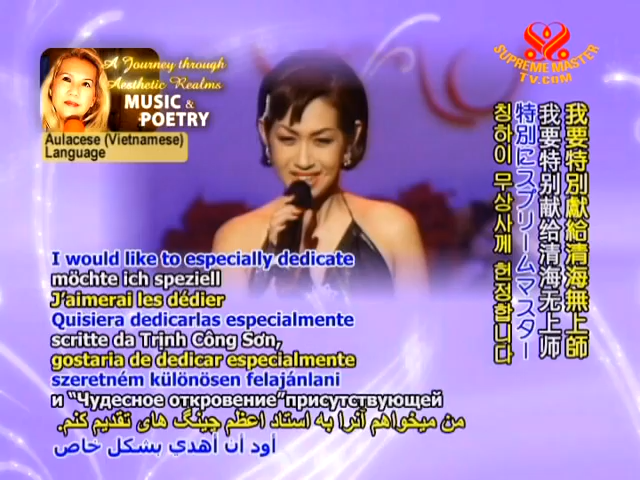 A Journey through
Aesthetic Realms
MUSIC &
POETRY
Aulacese (Vietnamese)
Language
SUPREME MASTER
TV.COM
我要特別獻給清海無上師
我要特别献给清海无上师
特別にスプリームマスター
칭하이 무상사께 헌정합니다
I would like to especially dedicate
möchte ich speziell
J'aimerai les dédier
Quisiera dedicarlas especialmente
scritte da Trịnh Công Sơn,
gostaria de dedicar especialmente
szeretném különösen felajánlani
и “Чудесное откровение”присутствующей
من میخواهم آنرا به استاد اعظم چینگ های تقدیم کنم.
أود أن أهدي بشكل خاص